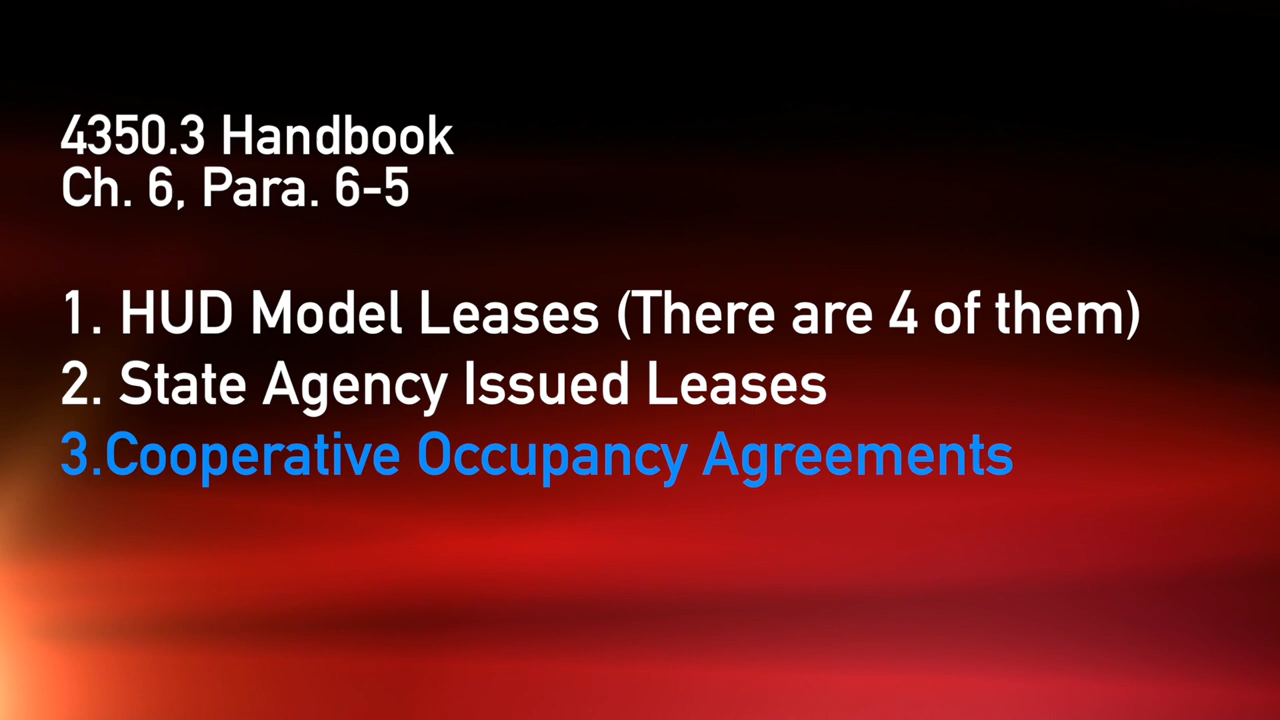 4350.3 Handbook
Ch. 6, Para. 6-5
1. HUD Model Leases (There are 4 of them)
2. State Agency Issued Leases
3.Cooperative Occupancy Agreements